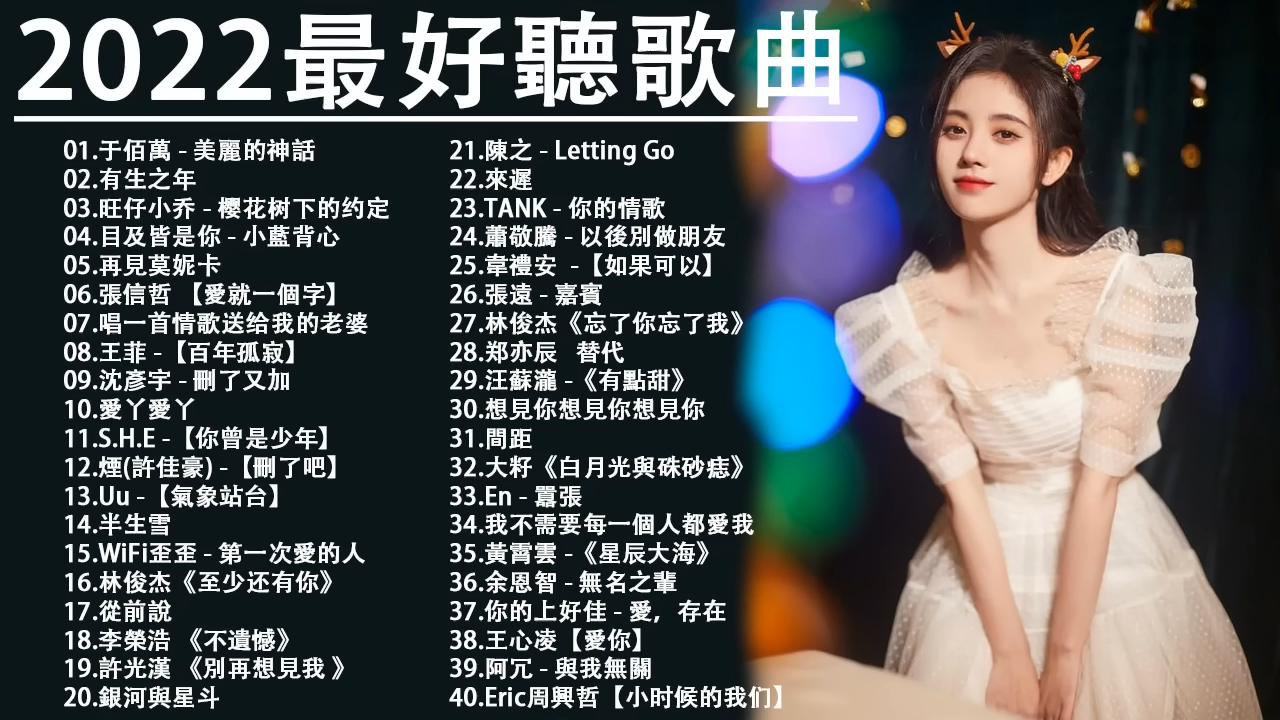 2022最好聽歌曲
01.于佰萬 - 美麗的神話
02.有生之年
03.旺仔小乔 - 樱花树下的约定
04.目及皆是你 - 小藍背心
05.再見莫妮卡
06.張信哲 【愛就一個字】
07.唱一首情歌送给我的老婆
08.王菲 -【百年孤寂】
09.沈彥宇 - 刪了又加
10.愛丫愛丫
11.S.H.E -【你曾是少年】
12.煙(許佳豪) -【刪了吧】
13.Uu -【氣象站台】
14.半生雪
15.WiFi歪歪 - 第一次愛的人
16.林俊杰《至少还有你》
17.從前說
18.李榮浩 《不遺憾》
19.許光漢 《別再想見我 》
20.銀河與星斗
21.陳之 - Letting Go
22.來遲
23.TANK - 你的情歌
24.蕭敬騰 - 以後別做朋友
25.韋禮安 -【如果可以】
26.張遠 - 嘉賓
27.林俊杰《忘了你忘了我》
28.郑亦辰 替代
29.汪蘇瀧 -《有點甜》
30.想見你想見你想見你
31.間距
32.大籽《白月光與硃砂痣》
33.En - 囂張
34.我不需要每一個人都愛我
35.黃霄雲 -《星辰大海》
36.余恩智 - 無名之輩
37.你的上好佳 - 愛，存在
38.王心凌【愛你】
39.阿冗 - 與我無關
40.Eric周興哲【小时候的我们】